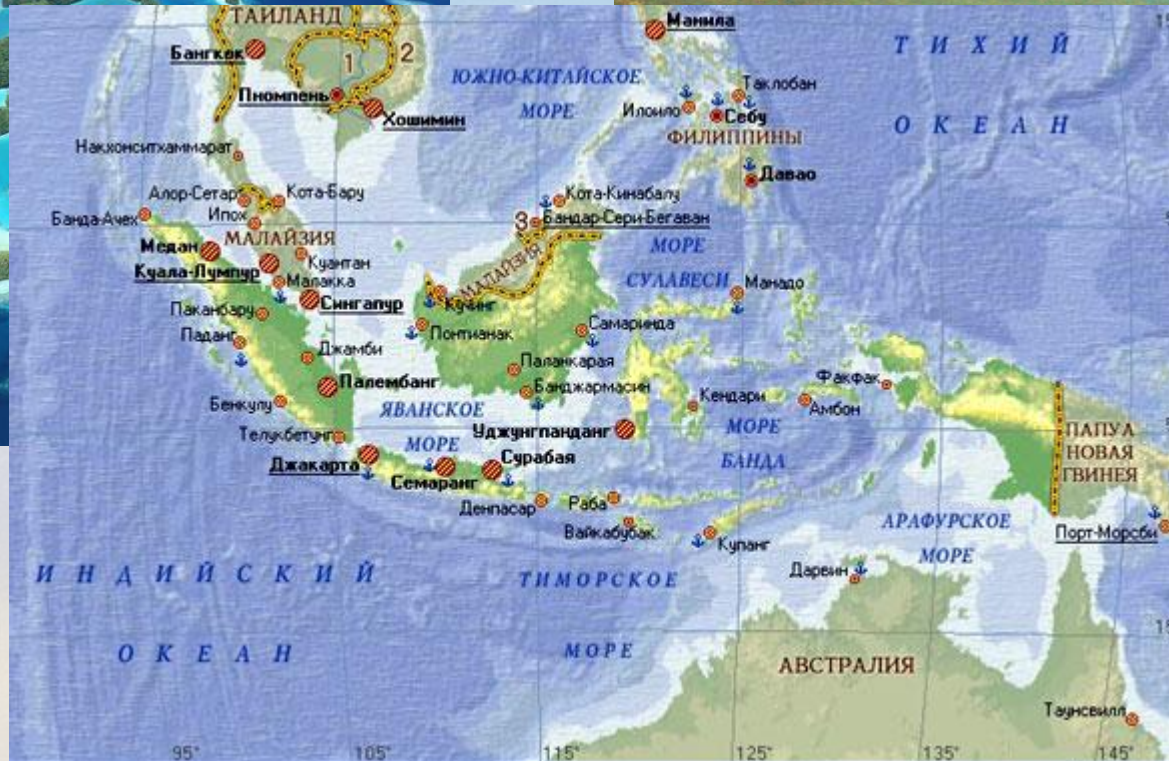 ТАИЛАНД
Манила
Бангкок
1
2
ТИХИЙ
ЮЖНО-КИТАЙСКОЕ
МОРЕ
Таклобан
Пномпень
Илоило
Себу
Хошимин
ОКЕАН
ФИЛИППИНЫ
Накхонситхаммарат
Давао
Алор-Сетар
Кота-Бару
Кота-Кинабалу
Банда-Ачех
Ипох
3
Бандар-Сери-Бегаван
МАЛАЙЗИЯ
Медан
МОРЕ
СУЛАВЕСИ
Куантан
МАЛАЙЗИЯ
Куала-Лумпур
Малакка
Манадо
Сингапур
Кучинг
Паканбару
Паданг
Понтианак
Самаринда
Джамби
Паланкарая
Палембанг
Банджармасин
Факфак
Бенкулу
ЯВАНСКОЕ
МОРЕ
Кендари
Амбон
Телукбетунг
Уджунгпанданг
МОРЕ
БАНДА
ПАПУА
НОВАЯ
ГВИНЕЯ
Джакарта
Сурабая
Семаранг
Денпасар
Раба
Вайкабубак
Купанг
АРАФУРСКОЕ
МОРЕ
Порт-Морсби
ИНДИЙСКИЙ
ТИМОРСКОЕ
Дарвин
ОКЕАН
МОРЕ
АВСТРАЛИЯ
Таунсвилл
95°
105
115°
125°
135°
145°